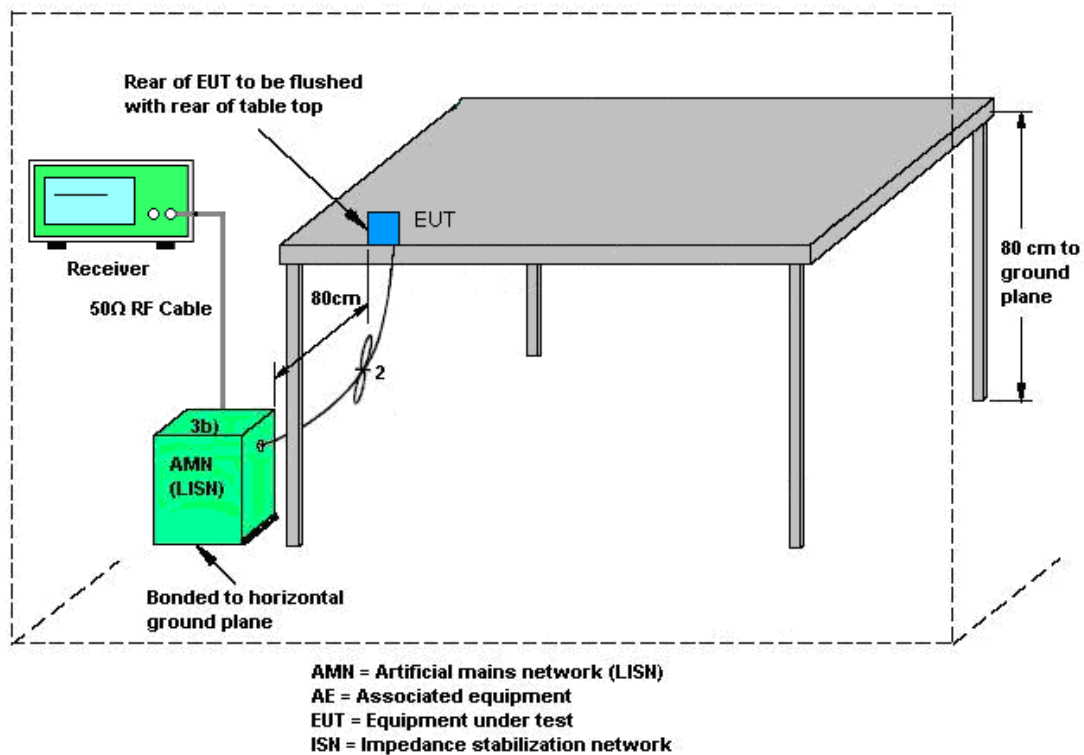 Rear of EUT to be flushed
with rear of table top
EUT
Receiver
80cm
50Ω RF Cable
80 cm to
ground
plane
2
3b)
AMN
(LISN)
Bonded to horizontal
ground plane
AMN = Artificial mains network (LISN)
AE = Associated equipment
EUT = Equipment under test
ISN = Impedance stabilization network